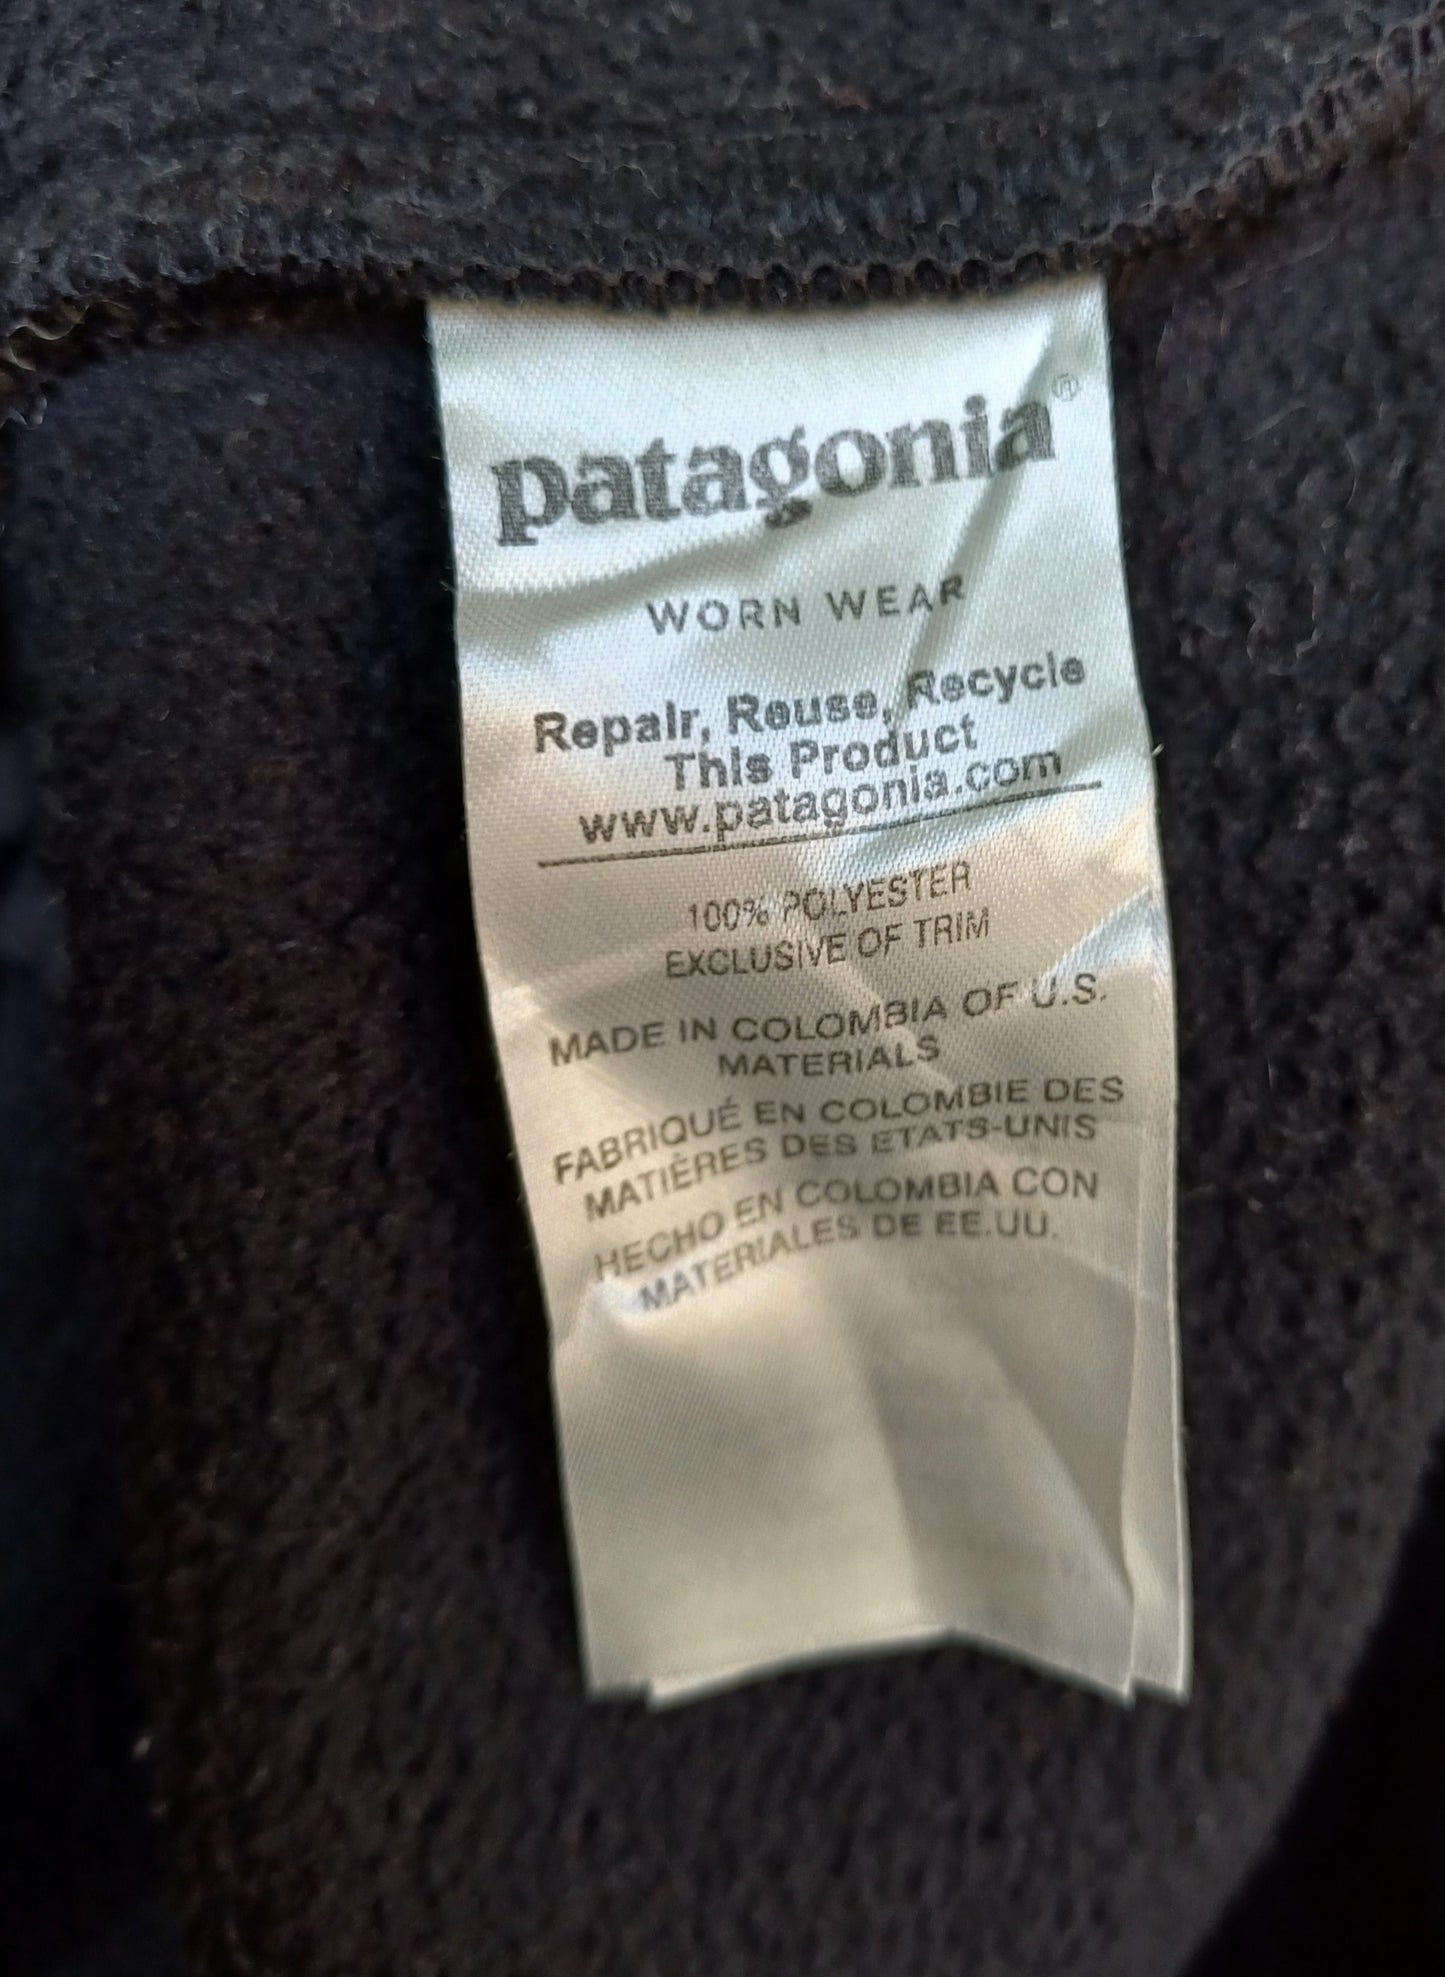 patagonia®
WORN WEAR
Repair, Reuse, Recycle
This Product
www.patagonia.com
100% POLYESTER
EXCLUSIVE OF TRIM
MADE IN COLOMBIA OF U.S.
MATERIALS
FABRIQUÉ EN COLOMBIE DES
MATIÈRES DES ETATS-UNIS
HECHO EN COLOMBIA CON
MATERIALES DE EE.UU.